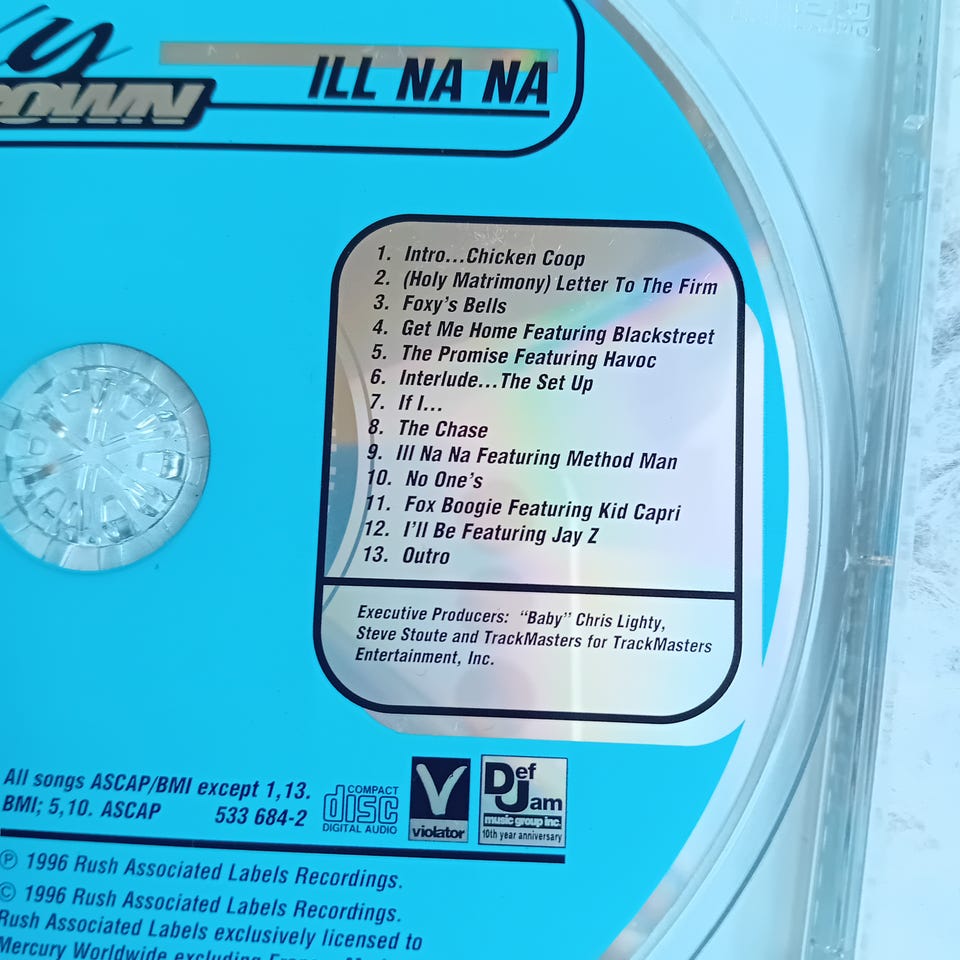 ILL NA NA
1. Intro...Chicken Coop
2. (Holy Matrimony) Letter To The Firm
3. Foxy's Bells
4. Get Me Home Featuring Blackstreet
5. The Promise Featuring Havoc
6. Interlude...The Set Up
7. If I...
8. The Chase
9. Ill Na Na Featuring Method Man
10. No One's
11. Fox Boogie Featuring Kid Capri
12. I'll Be Featuring Jay Z
13. Outro
Executive Producers: "Baby" Chris Lighty,
Steve Stoute and TrackMasters for TrackMasters
Entertainment, Inc.
All songs ASCAP/BMI except 1,13.
BMI; 5,10. ASCAP 533 684-2
COMPACT
disc
DIGITAL AUDIO
V
violator
Def
Jam
music group inc.
10th year anniversary
℗ 1996 Rush Associated Labels Recordings.
© 1996 Rush Associated Labels Recordings.
Rush Associated Labels exclusively licensed to
Mercury Worldwide excluding